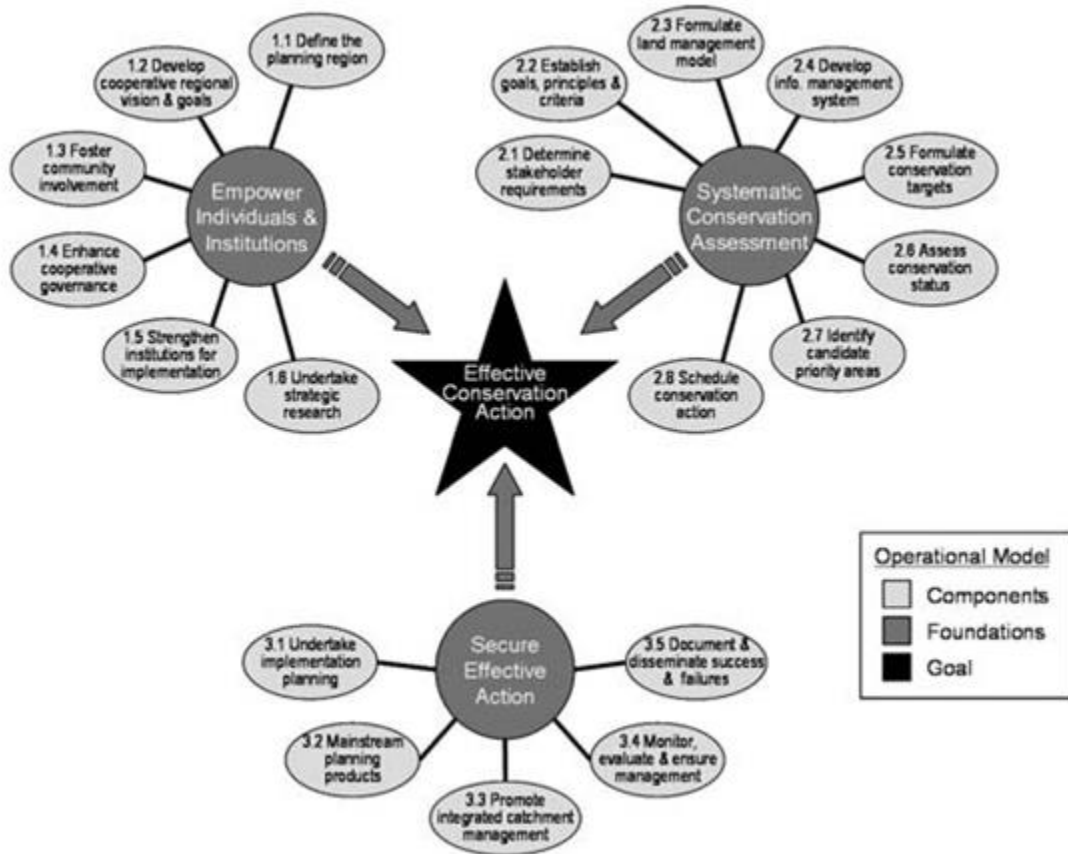 1.1 Define the
planning region
1.2 Develop
cooperative regional
vision & goals
1.3 Foster
community
involvement
1.4 Enhance
cooperative
governance
1.5 Strengthen
institutions for
implementation
1.6 Undertake
strategic
research
Empower
Individuals &
Institutions
2.1 Determine
stakeholder
requirements
2.2 Establish
goals, principles &
criteria
2.3 Formulate
land management
model
2.4 Develop
info. management
system
2.5 Formulate
conservation
targets
2.6 Assess
conservation
status
2.7 Identify
candidate
priority areas
2.8 Schedule
conservation
action
Systematic
Conservation
Assessment
Effective
Conservation
Action
Secure
Effective
Action
3.1 Undertake
implementation
planning
3.2 Mainstream
planning
products
3.3 Promote
integrated catchment
management
3.4 Monitor,
evaluate & ensure
management
3.5 Document &
disseminate success
& failures
Operational Model
Components
Foundations
Goal